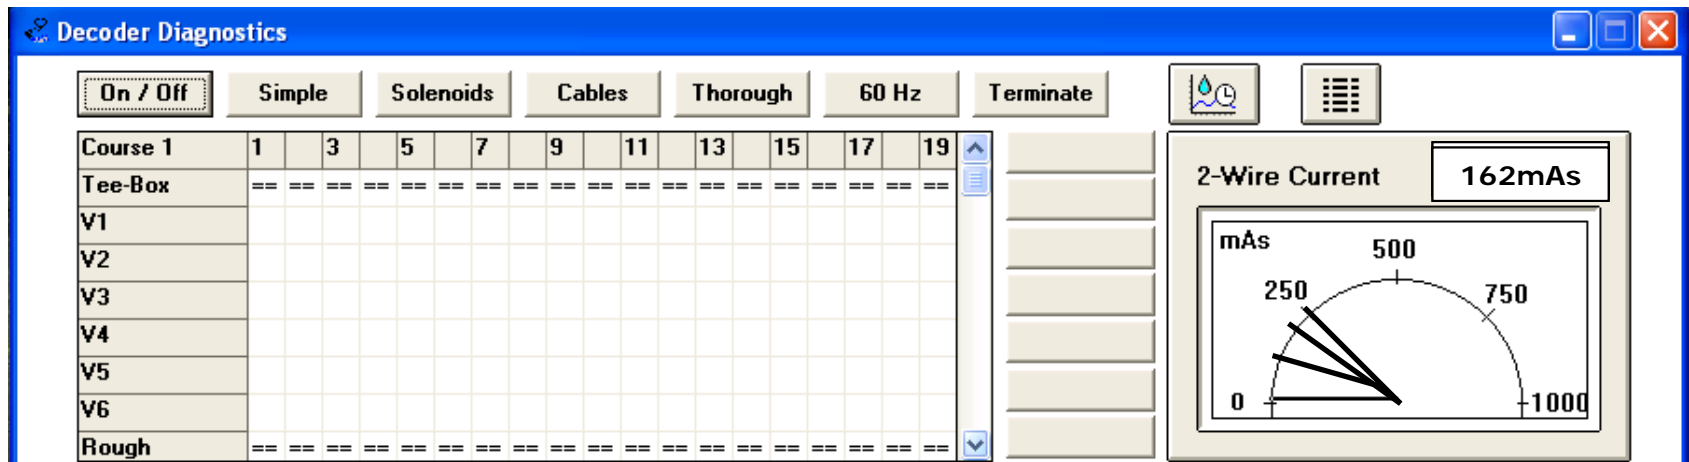 Decoder Diagnostics
On / Off Simple Solenoids Cables Thorough 60 Hz Terminate
Course 1 1 3 5 7 9 11 13 15 17 19
Tee-Box == == == == == == == == == == == == == == == == == == ==
V1
V2
V3
V4
V5
V6
Rough == == == == == == == == == == == == == == == == == == ==
2-Wire Current 162mAs
mAs
500
250 750
0 1000